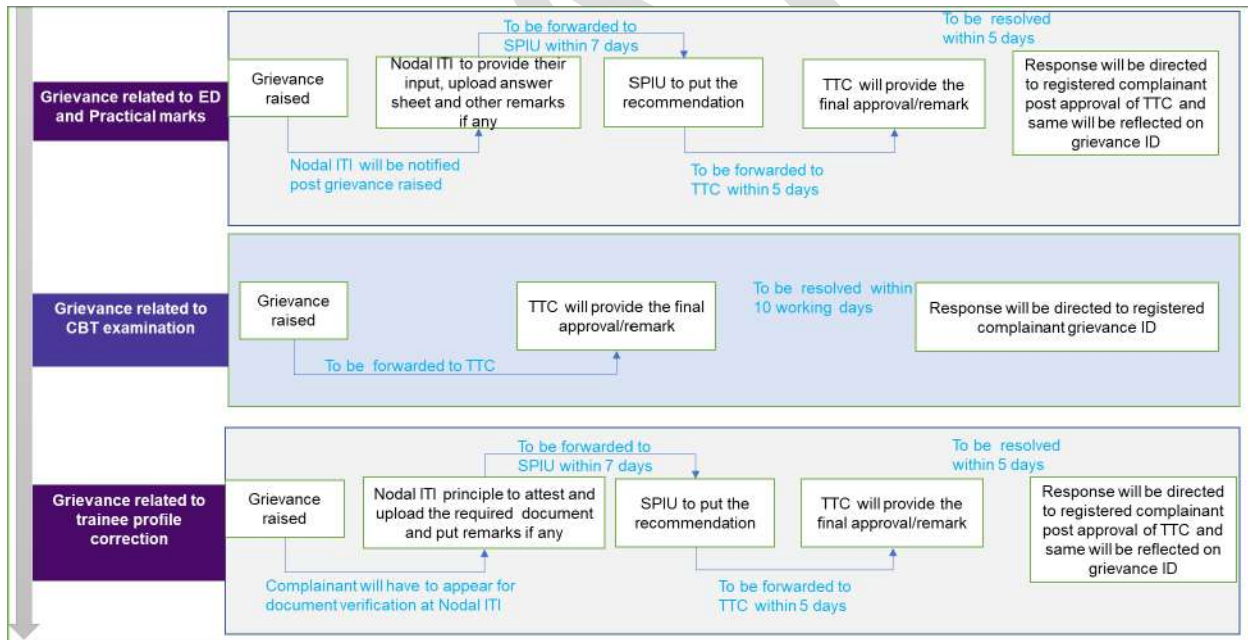 To be forwarded to
SPIU within 7 days
To be resolved
within 5 days
Grievance related to ED
and Practical marks
Grievance
raised
Nodal ITI to provide their
input, upload answer
sheet and other remarks
if any
SPIU to put the
recommendation
TTC will provide the
final approval/remark
Response will be directed
to registered complainant
post approval of TTC and
same will be reflected on
grievance ID
Nodal ITI will be notified
post grievance raised
To be forwarded to
TTC within 5 days
Grievance related to
CBT examination
Grievance
raised
TTC will provide the final
approval/remark
To be resolved within
10 working days
Response will be directed to registered
complainant grievance ID
To be forwarded to TTC
To be forwarded to
SPIU within 7 days
To be resolved
within 5 days
Grievance related to
trainee profile
correction
Grievance
raised
Nodal ITI principle to attest and
upload the required document
and put remarks if any
SPIU to put the
recommendation
TTC will provide the
final approval/remark
Response will be directed
to registered complainant
post approval of TTC and
same will be reflected on
grievance ID
Complainant will have to appear for
document verification at Nodal ITI
To be forwarded to
TTC within 5 days